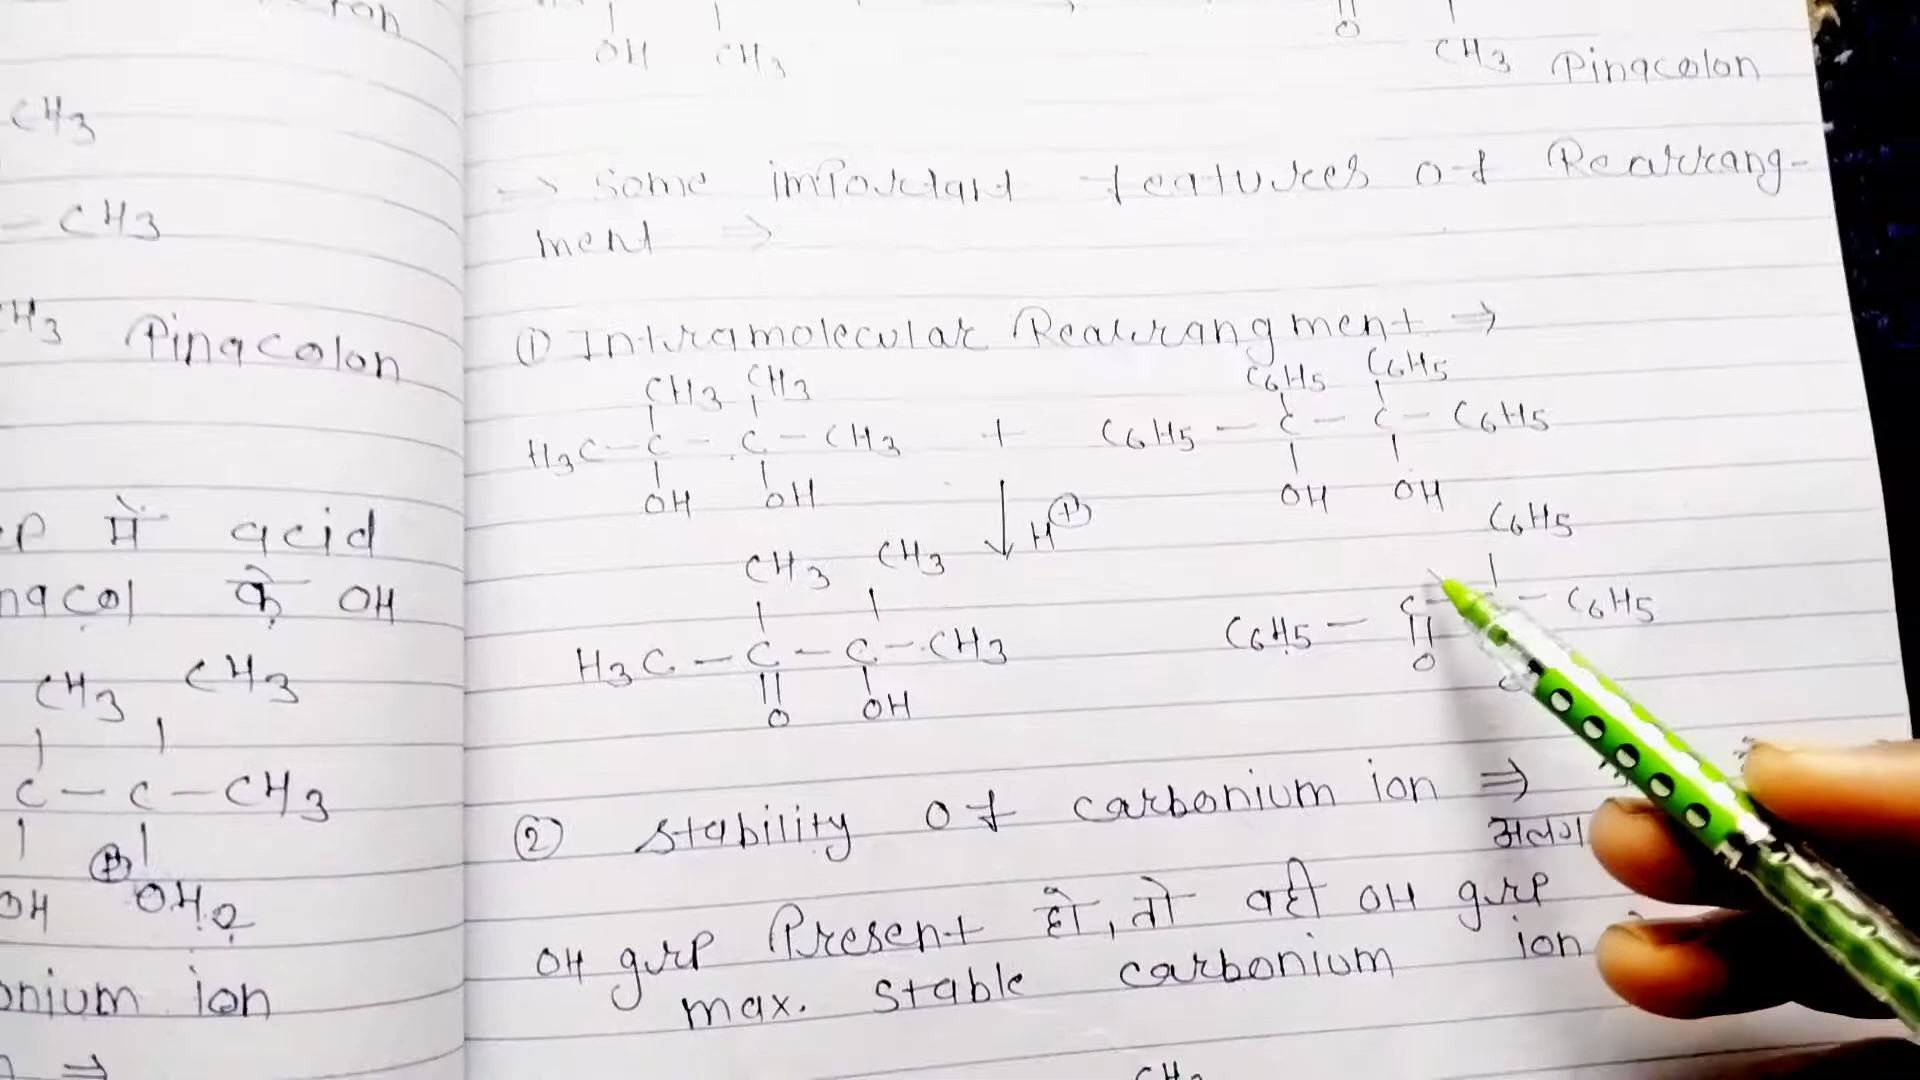 CH3
- CH3
CH3 Pinacolon
में acid
के OH
CH3 CH3
C - C - CH3
OH ⊕ OH2
onium ion
⇒
OH CH3
O
CH3 Pinacolon
→ Some important features of Rearrang-
ment ⇒
① Intramolecular Rearrangment ⇒
CH3 CH3 C6H5 C6H5
H3C - C - C - CH3 + C6H5 - C - C - C6H5
OH OH OH OH
↓ H⊕
CH3 CH3 C6H5
H3C - C - C - CH3 C6H5 - C - - C6H5
O OH O
② Stability of carbonium ion ⇒
अलग
OH grp Present हो, तो वही OH grp
max. stable carbonium ion
CH3